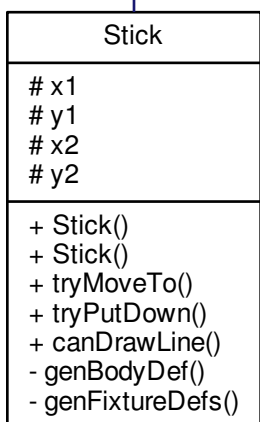 Stick
# x1
# y1
# x2
# y2
+ Stick()
+ Stick()
+ tryMoveTo()
+ tryPutDown()
+ canDrawLine()
- genBodyDef()
- genFixtureDefs()